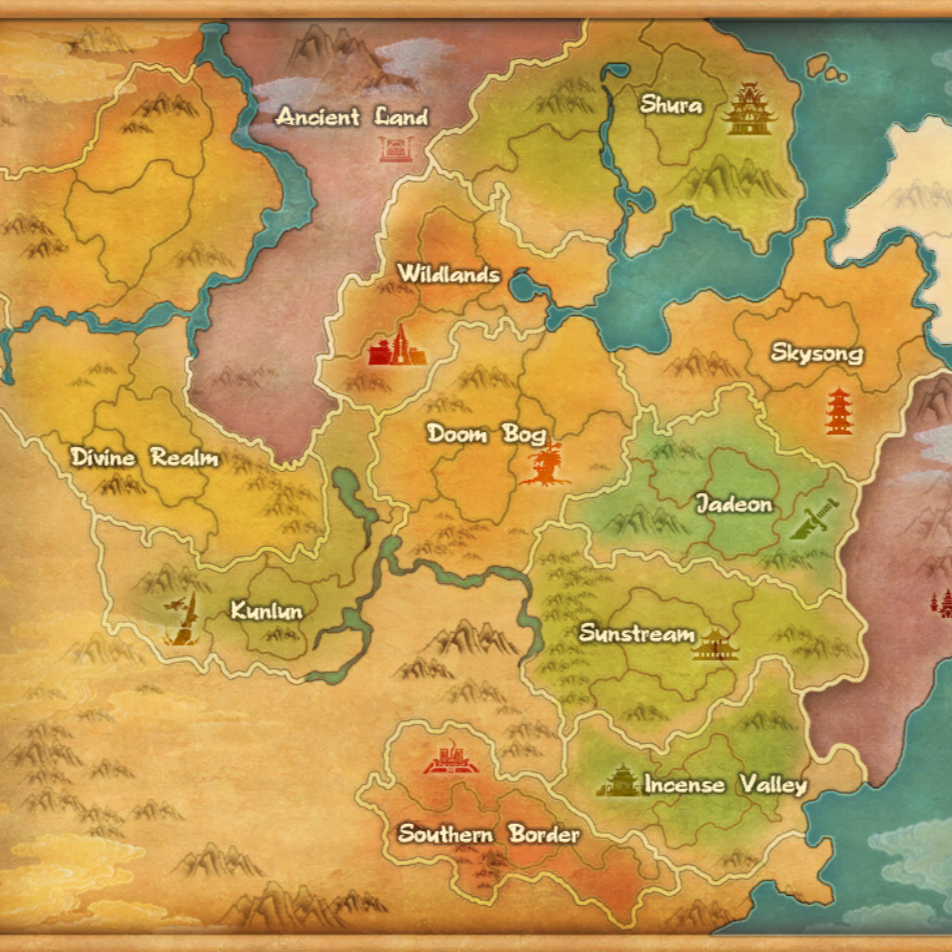 Shura
Ancient Land
Wildlands
Skysong
Doom Bog
Divine Realm
Jadeon
Kunlun
Sunstream
Incense Valley
Southern Border